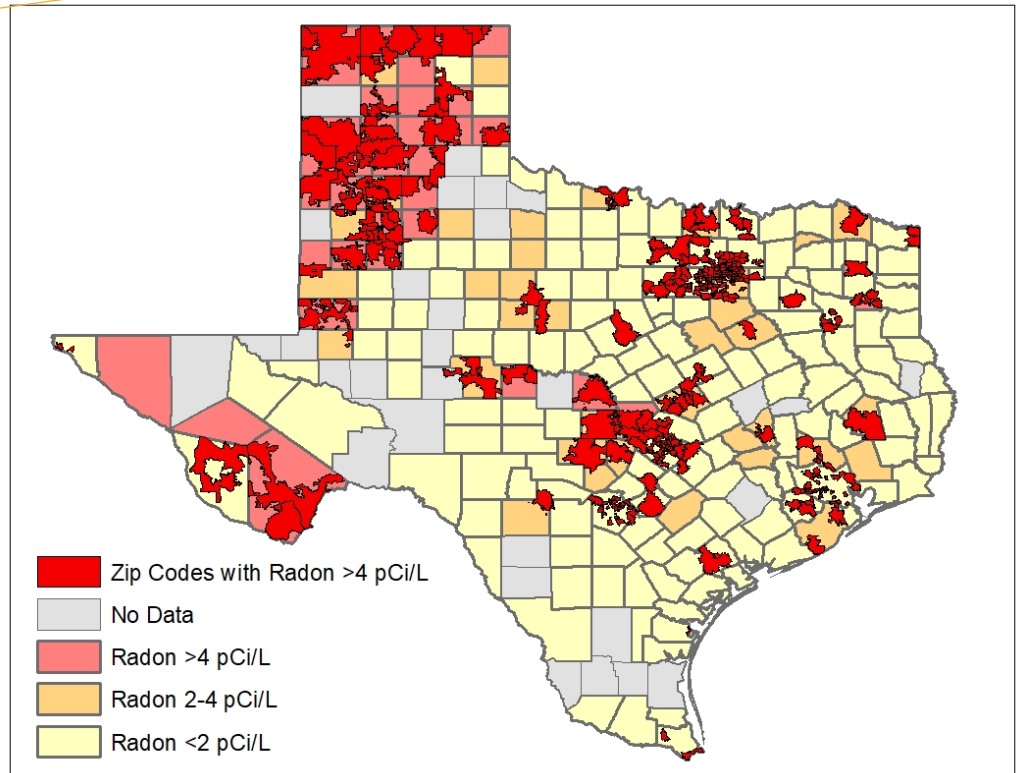 Zip Codes with Radon >4 pCi/L
No Data
Radon >4 pCi/L
Radon 2-4 pCi/L
Radon <2 pCi/L